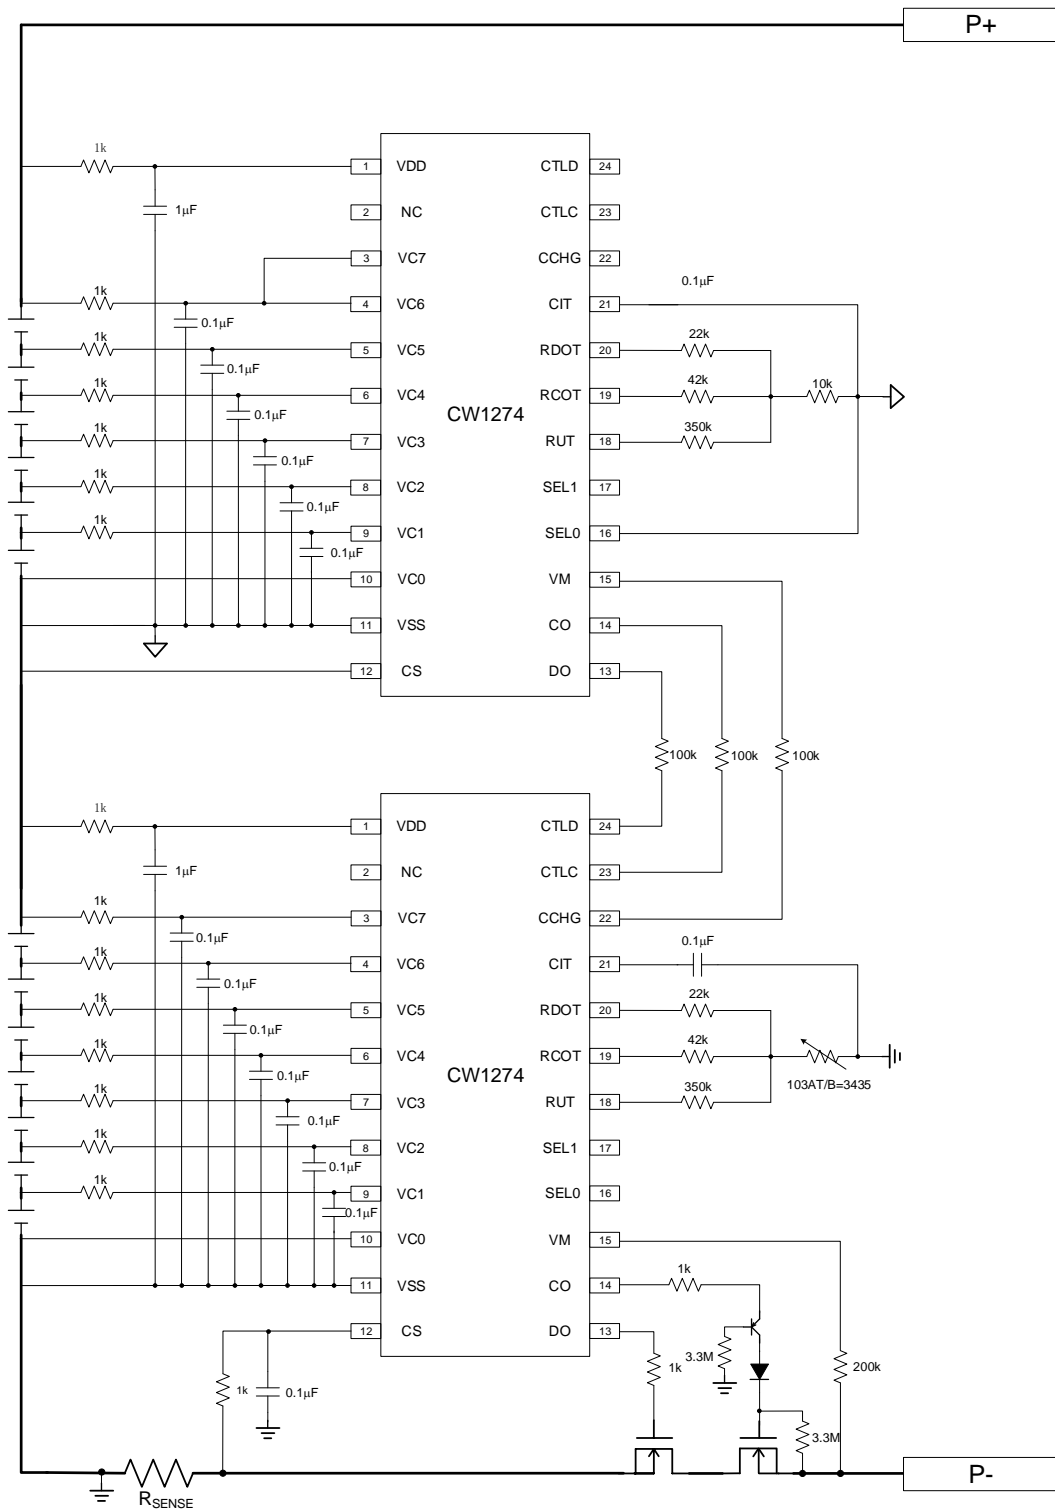 P+
1k
1 VDD CTLD 24
1μF
2 NC CTLC 23
3 VC7 CCHG 22
0.1μF
1k
4 VC6 CIT 21
0.1μF
22k
1k
5 VC5 RDOT 20
0.1μF
42k
10k
1k
6 VC4 RCOT 19
0.1μF
CW1274
350k
1k
7 VC3 RUT 18
0.1μF
1k
8 VC2 SEL1 17
0.1μF
1k
9 VC1 SEL0 16
0.1μF
10 VC0 VM 15
11 VSS CO 14
12 CS DO 13
100k
100k
100k
1k
1 VDD CTLD 24
1μF
2 NC CTLC 23
1k
3 VC7 CCHG 22
0.1μF
0.1μF
1k
4 VC6 CIT 21
0.1μF
22k
1k
5 VC5 RDOT 20
0.1μF
42k
1k
6 VC4 RCOT 19
0.1μF
CW1274
350k
103AT/B=3435
1k
7 VC3 RUT 18
0.1μF
1k
8 VC2 SEL1 17
0.1μF
1k
9 VC1 SEL0 16
0.1μF
10 VC0 VM 15
1k
11 VSS CO 14
12 CS DO 13
3.3M
1k
200k
1k
0.1μF
3.3M
RSENSE
P-